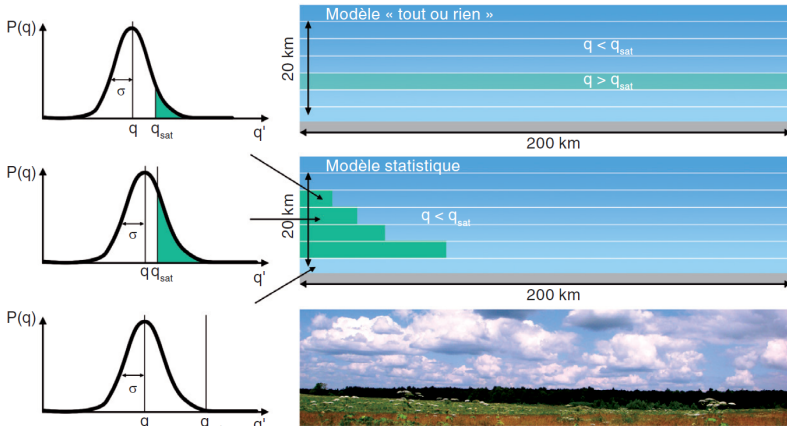 P(q)
σ
q
q_sat
q'
Modèle « tout ou rien »
20 km
q < q_sat
q > q_sat
200 km
P(q)
σ
q
q_sat
q'
Modèle statistique
20 km
q < q_sat
200 km
P(q)
σ
q
q
q'